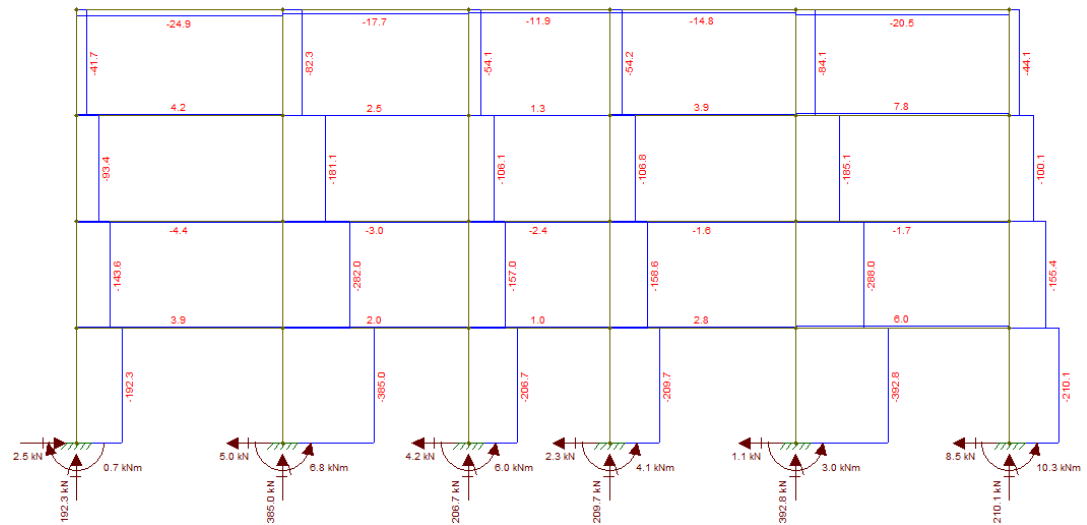 -24.9
-17.7
-11.9
-14.8
-20.5
-41.7
-82.3
-54.1
-54.2
-84.1
-44.1
4.2
2.5
1.3
3.9
7.8
-93.4
-181.1
-106.1
-106.8
-185.1
-100.1
-4.4
-3.0
-2.4
-1.6
-1.7
-143.6
-282.0
-157.0
-158.6
-288.0
-155.4
3.9
2.0
1.0
2.8
6.0
-192.3
-385.0
-206.7
-209.7
-392.8
-210.1
2.5 kN
0.7 kNm
5.0 kN
6.8 kNm
4.2 kN
6.0 kNm
2.3 kN
4.1 kNm
1.1 kN
3.0 kNm
8.5 kN
10.3 kNm
192.3 kN
385.0 kN
206.7 kN
209.7 kN
392.8 kN
210.1 kN